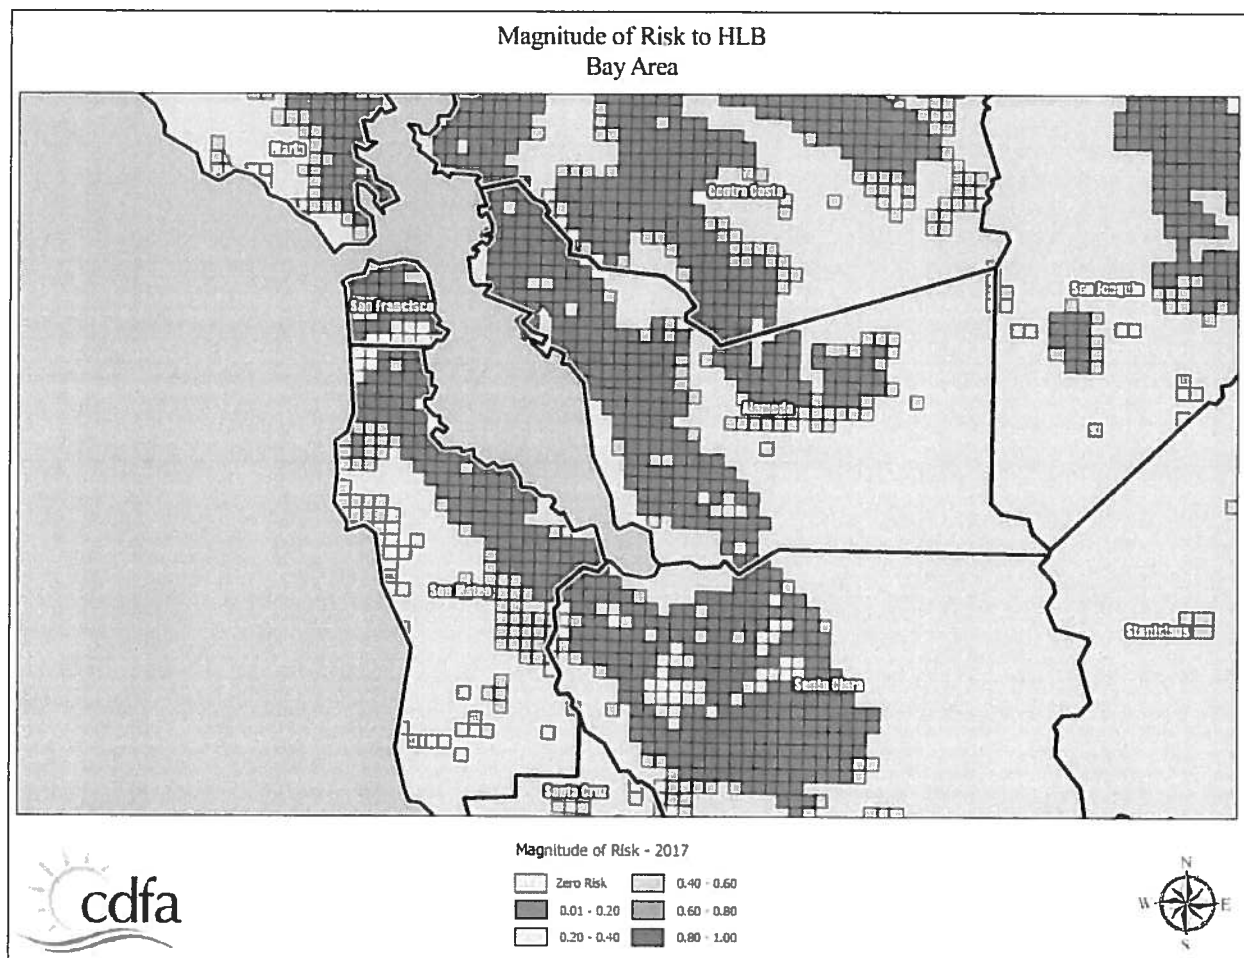 Magnitude of Risk to HLB
Bay Area
Marin
Contra Costa
San Francisco
San Joaquin
Alameda
San Mateo
Stanislaus
Santa Clara
Santa Cruz
Magnitude of Risk - 2017
Zero Risk
0.40 - 0.60
0.01 - 0.20
0.60 - 0.80
0.20 - 0.40
0.80 - 1.00
cdfa
N
W
E
S